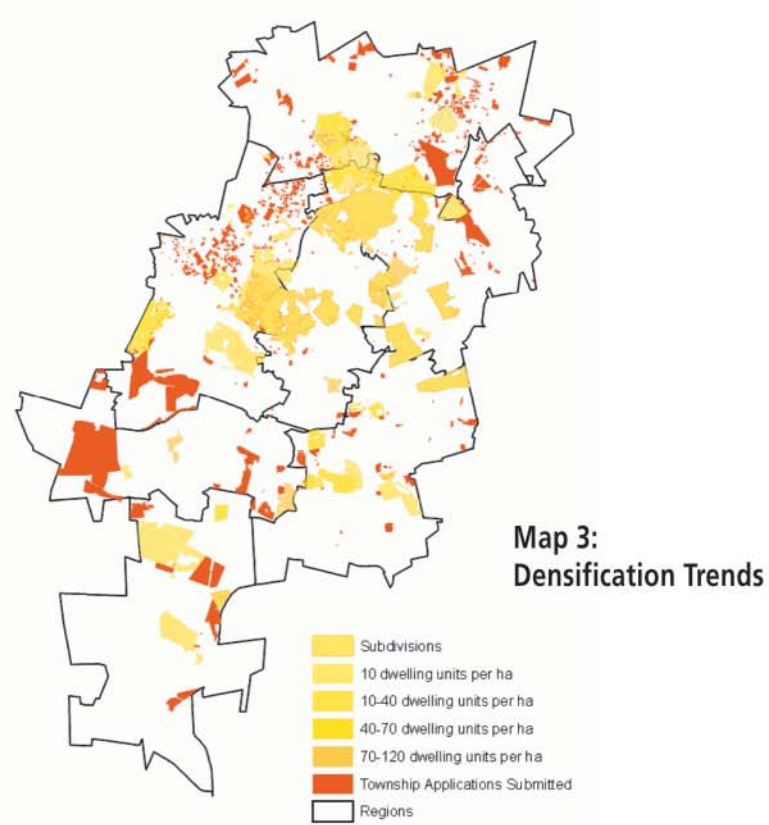 Map 3:
Densification Trends
Subdivisions
10 dwelling units per ha
10-40 dwelling units per ha
40-70 dwelling units per ha
70-120 dwelling units per ha
Township Applications Submitted
Regions